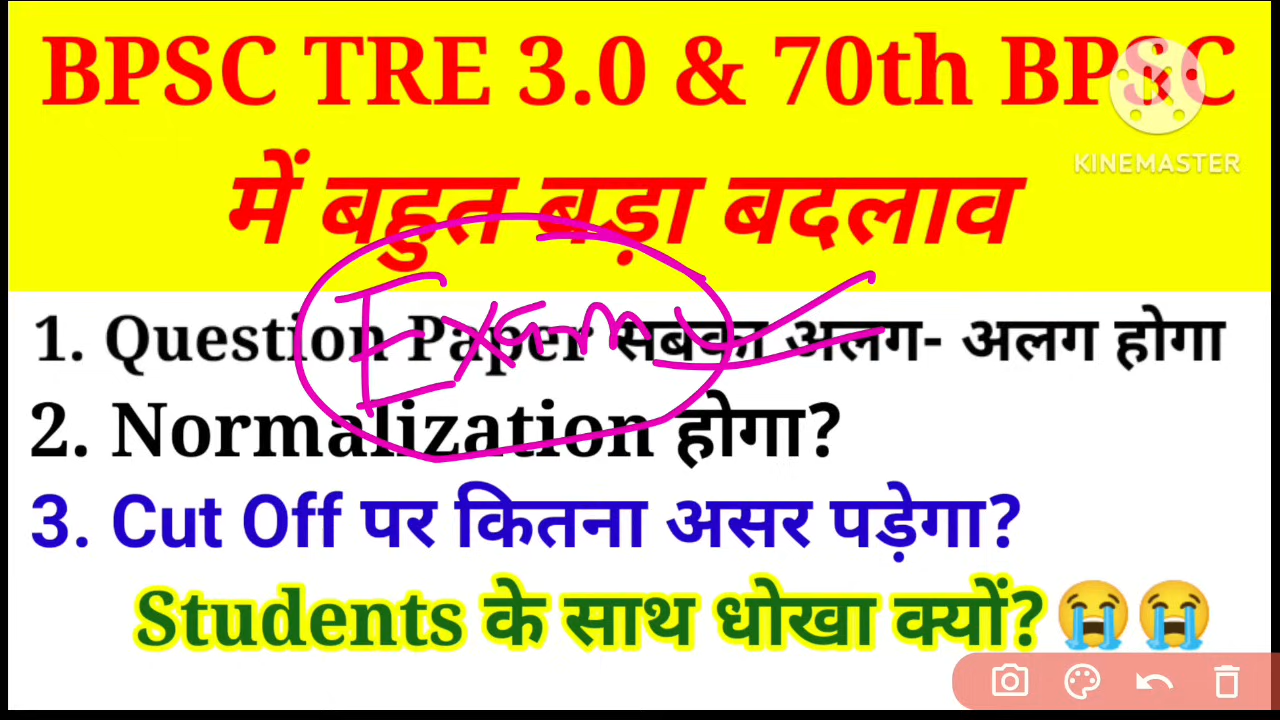 BPSC TRE 3.0 & 70th BPSC
KINEMASTER
में बहुत बड़ा बदलाव
Exam
1. Question Paper सबका अलग- अलग होगा
2. Normalization होगा?
3. Cut Off पर कितना असर पड़ेगा?
Students के साथ धोखा क्यों?😭😭